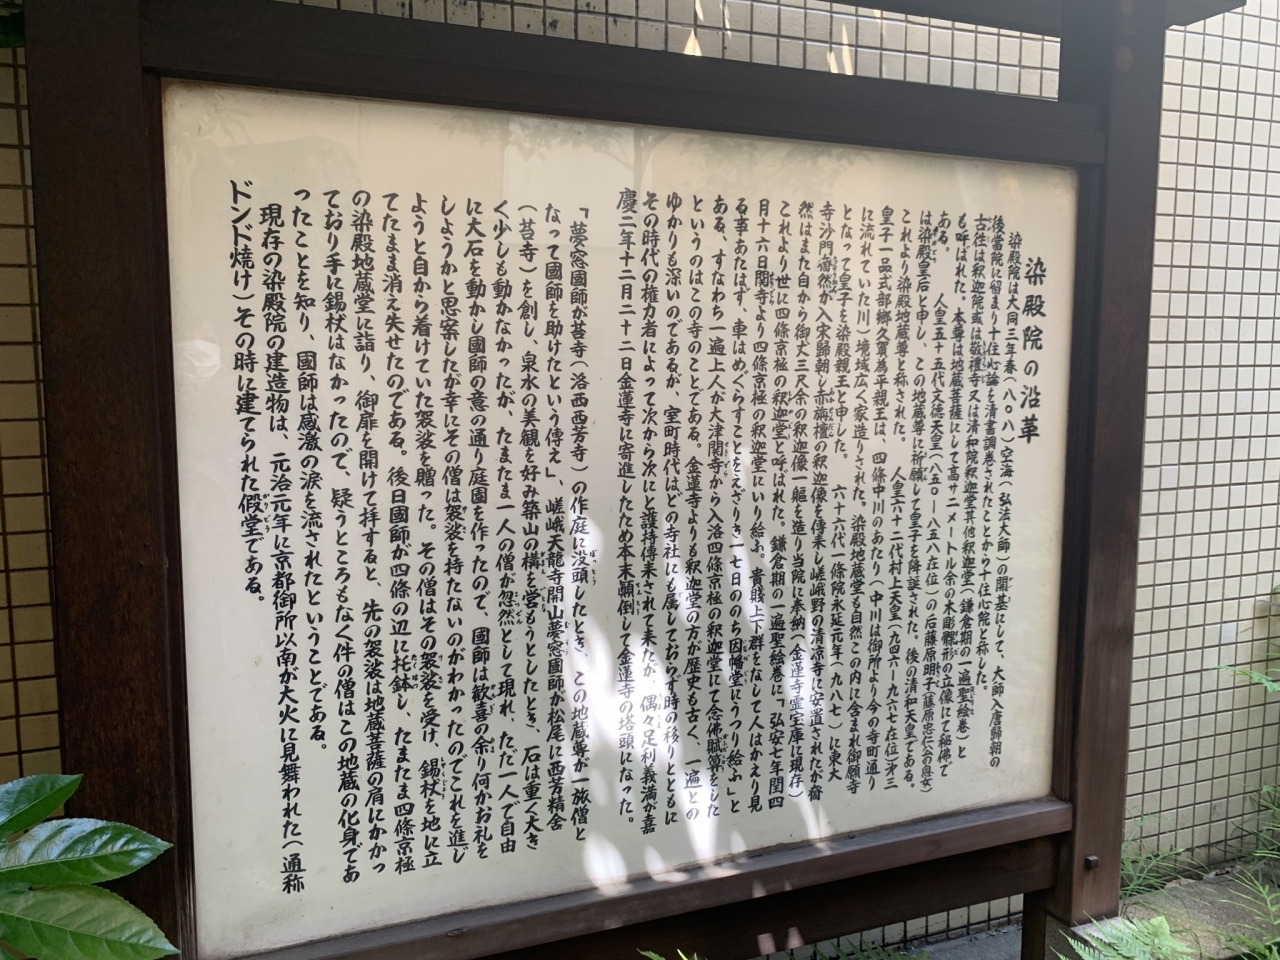 染殿院の沿革
染殿院は大同三年春(八〇八)空海(弘法大師)の開基にして、大師入唐歸朝の
後當院に留まり十住心論を清書調巻されたことから十住心院と称した。
古往は釈迦院或は敬禮寺又は清和院釈迦堂其他釈迦堂(鎌倉期の一遍聖絵巻)と
も呼ばれた。本尊は地蔵菩薩にして高サ二メートル余の木彫裸形の立像にて秘佛で
ある。 人皇五十五代文徳天皇(八五〇ー八五八在位)の后藤原明子(藤原忠仁公の息女)
は染殿皇后と申し、この地蔵尊に祈願して皇子を降誕された。後の清和天皇である。
これより染殿地蔵尊と称された。 人皇六十二代村上天皇(九四六ー九六七在位)才三
皇子一品式部郷久實為平親王は、四條中川のあたり(中川は御所より今の寺町通り
に流れていた川)境域広く家造りされた。染殿地蔵堂も自然この内に含まれ御願寺
となって皇子を染殿親王と申した。 六十六代一條院永延元年(九八七)に東大
寺沙門奝然が入宋歸朝し赤旃檀の釈迦像を傳来し嵯峨野の清凉寺に安置されたが奝
然はまた自から御丈三尺余の釈迦像一軀を造り当院に奉納(金蓮寺霊宝庫に現存)
これより世に四條京極の釈迦堂と呼ばれた。鎌倉期の一遍聖絵巻に「弘安七年閏四
月十六日関寺より四條京極の釈迦堂にいり給ふ。貴賤上下群をなして人はかえり見
る事あたはず、車はめぐらすことをえざりき一七日ののち因幡堂にうつり給ふ」と
ある、すなわち一遍上人が大津関寺から入洛四條京極の釈迦堂にて念佛賦算をした
というのはこの寺のことである。金蓮寺よりも釈迦堂の方が歴史も古く、一遍との
ゆかりも深いのであるが、室町時代はどの寺社にも属しておらず時の移りとともに
その時代の権力者によって次から次にと護持傳来されて来たが、偶々足利義満が嘉
慶二年十二月二十二日金蓮寺に寄進したため本末顛倒して金蓮寺の塔頭になった。
「夢窓國師が苔寺(洛西西芳寺)の作庭に没頭したとき、この地蔵尊が一旅僧と
なって國師を助けたという傳え」、嵯峨天龍寺開山夢窓國師が松尾に西芳精舎
(苔寺)を創し、泉水の美観を好み築山の構を営もうとしたとき、石は重く大き
く少しも動かなかったが、たまたま一人の僧が忽然として現れ、ただ一人で自由
に大石を動かし國師の意の通り庭園を作ったので、國師は歓喜の余り何かお礼を
しようかと思案したが幸にその僧は袈裟を持たないのがわかったのでこれを進じ
ようと自から着けていた袈裟を贈った。その僧はその袈裟を受け、錫杖を地に立
てたまま消え失せたのである。後日國師が四條の辺に托鉢し、たまたま四條京極
の染殿地蔵堂に詣り、御扉を開けて拝すると、先の袈裟は地蔵菩薩の肩にかかっ
ており手に錫杖はなかったので、疑うところもなく件の僧はこの地蔵の化身であ
ったことを知り、國師は感激の涙を流されたということである。
現存の染殿院の建造物は、元治元年に京都御所以南が大火に見舞われた(通称
ドンド焼け)その時に建てられた假堂である。